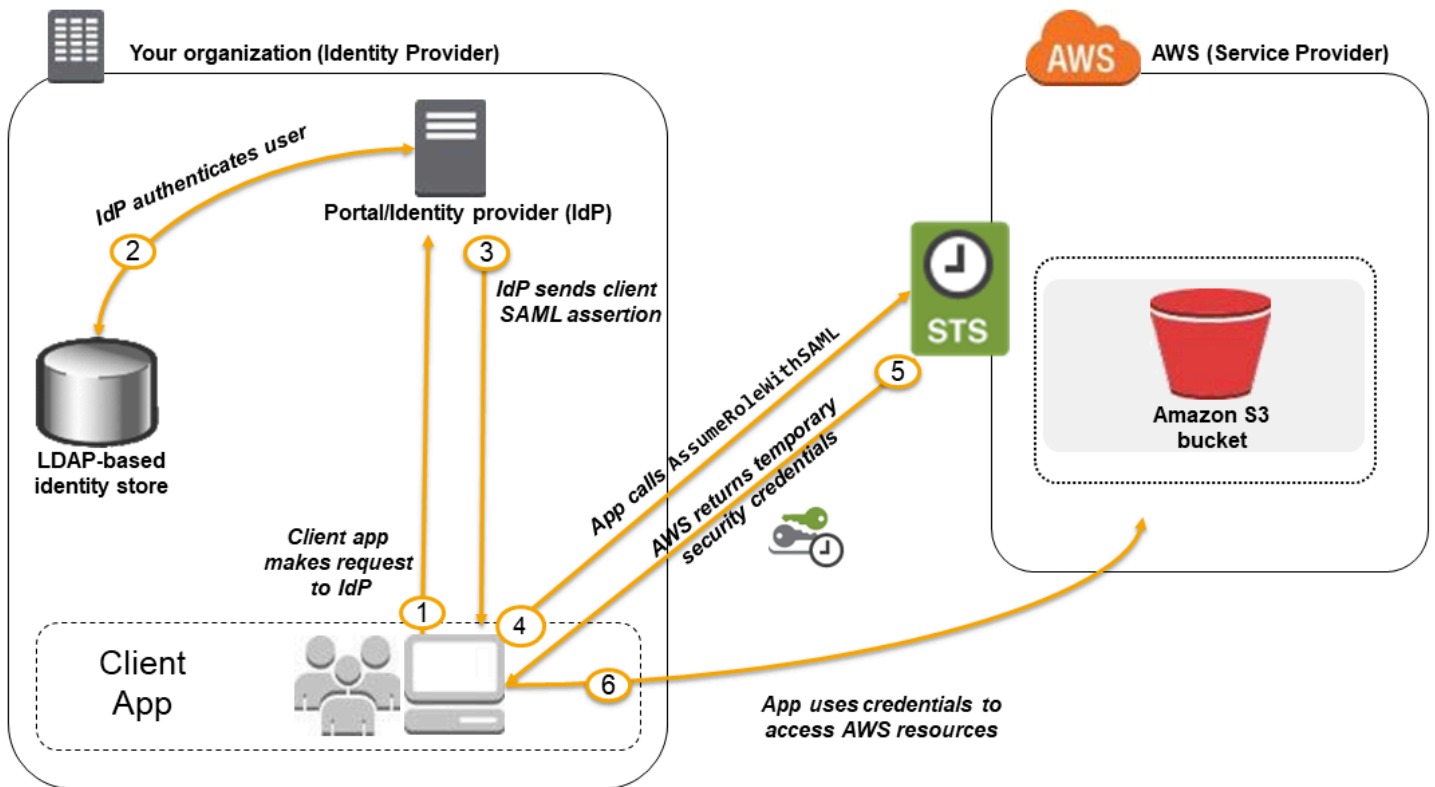 Your organization (Identity Provider)
AWS
AWS (Service Provider)
IdP authenticates user
Portal/Identity provider (IdP)
2
3
IdP sends client
SAML assertion
STS
LDAP-based
identity store
App calls AssumeRoleWithSAML
5
AWS returns temporary
security credentials
Amazon S3
bucket
Client app
makes request
to IdP
1
4
Client
App
6
App uses credentials to
access AWS resources